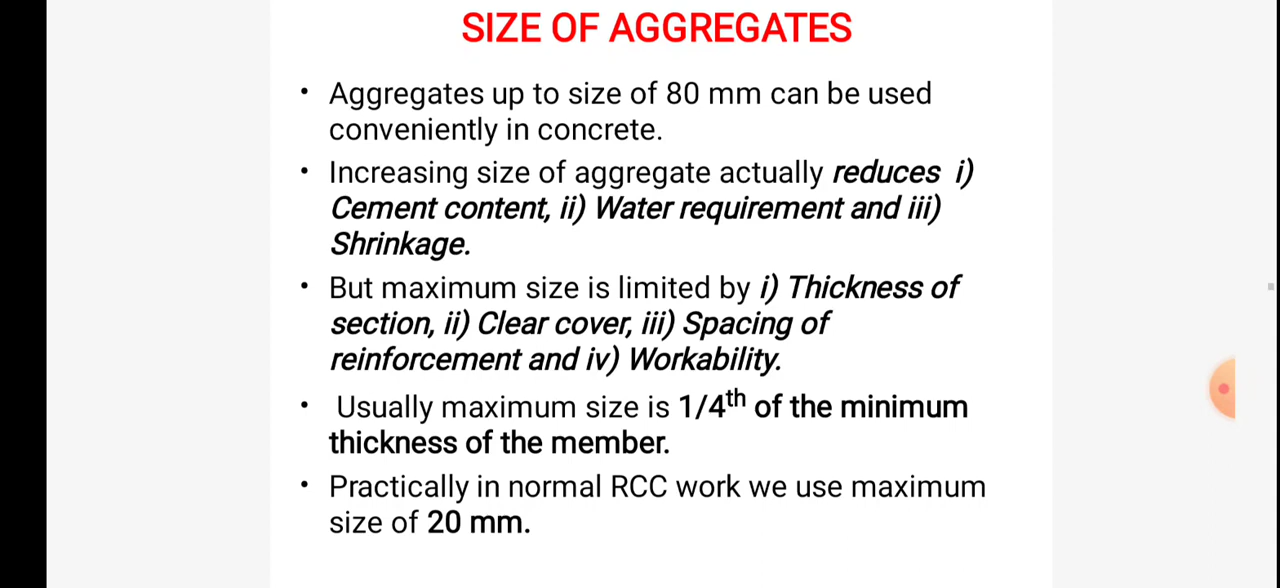 SIZE OF AGGREGATES
• Aggregates up to size of 80 mm can be used
conveniently in concrete.
• Increasing size of aggregate actually reduces i)
Cement content, ii) Water requirement and iii)
Shrinkage.
• But maximum size is limited by i) Thickness of
section, ii) Clear cover, iii) Spacing of
reinforcement and iv) Workability.
• Usually maximum size is 1/4th of the minimum
thickness of the member.
• Practically in normal RCC work we use maximum
size of 20 mm.